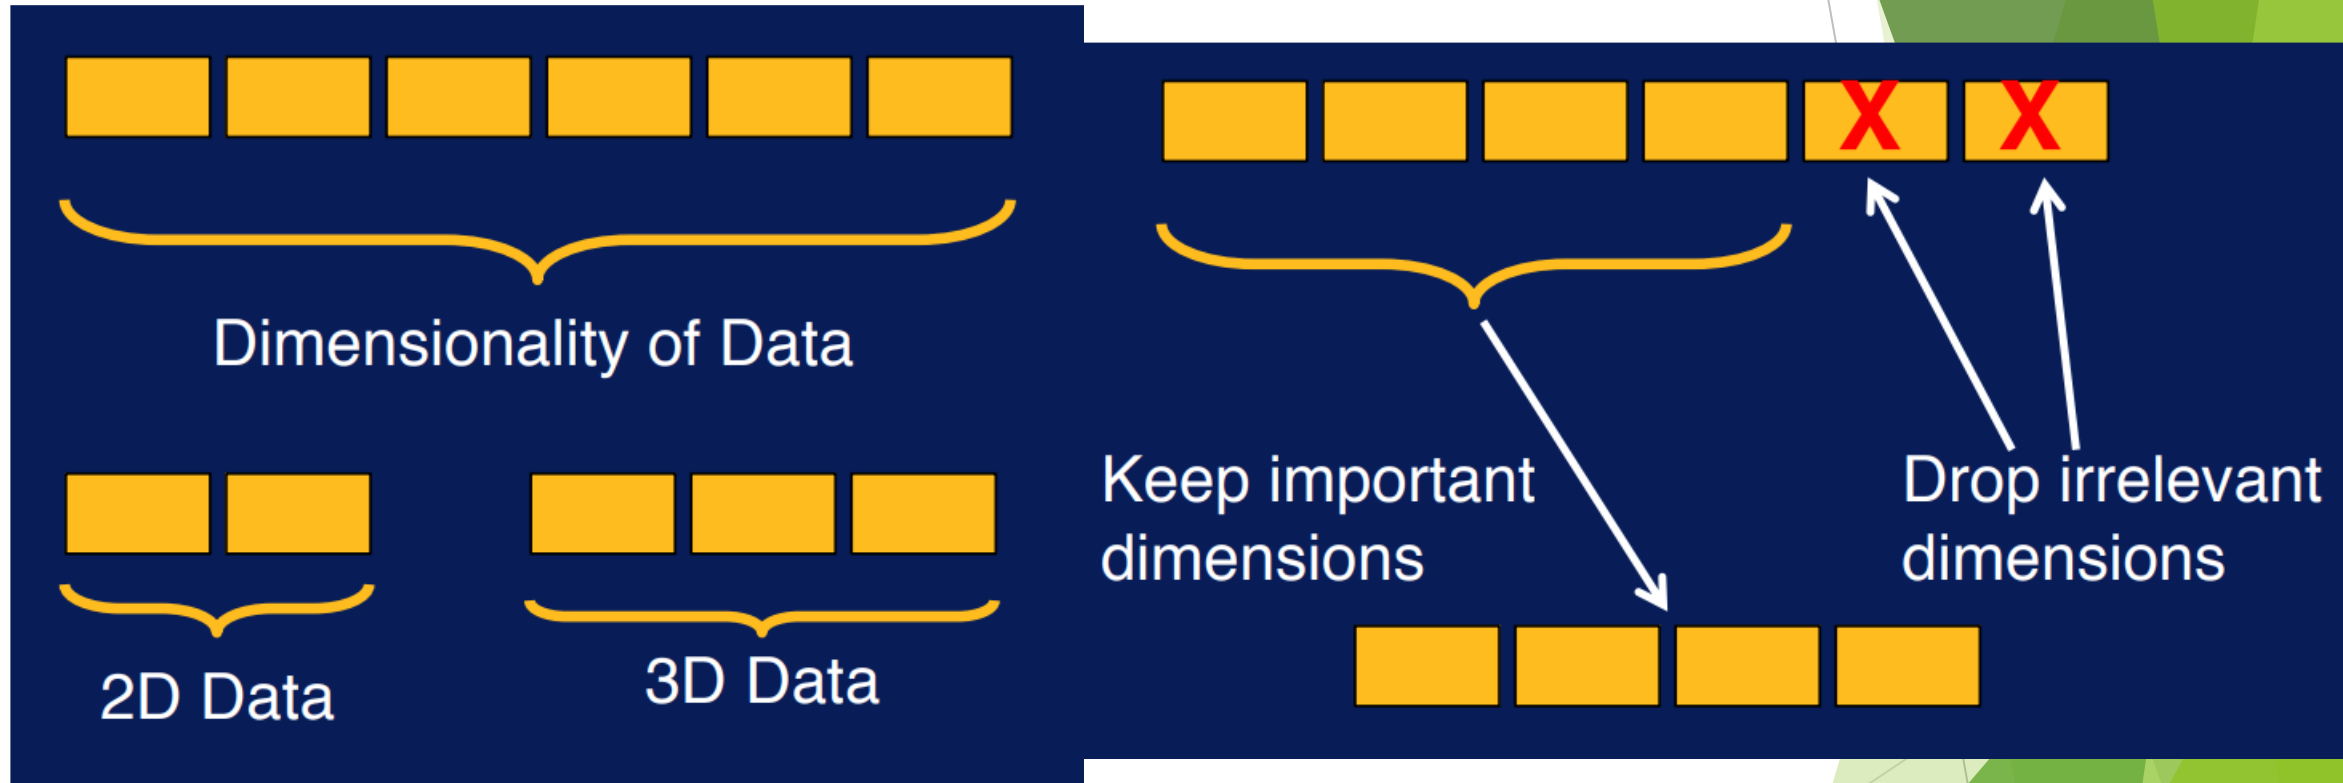 Dimensionality of Data
2D Data
3D Data
X X
Keep important
dimensions
Drop irrelevant
dimensions